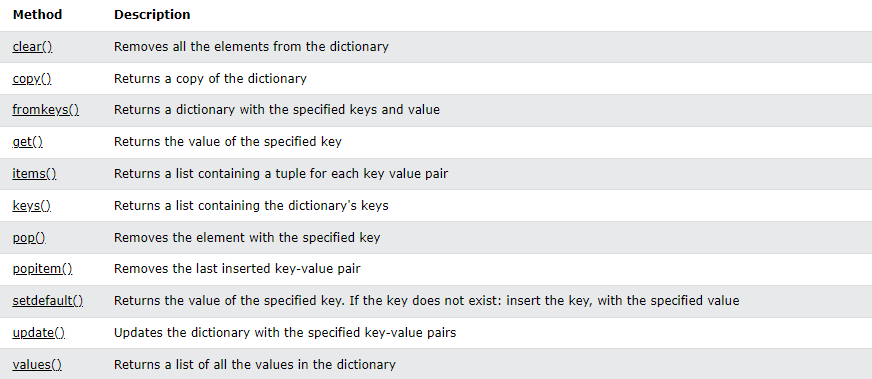 Method Description
clear() Removes all the elements from the dictionary
copy() Returns a copy of the dictionary
fromkeys() Returns a dictionary with the specified keys and value
get() Returns the value of the specified key
items() Returns a list containing a tuple for each key value pair
keys() Returns a list containing the dictionary's keys
pop() Removes the element with the specified key
popitem() Removes the last inserted key-value pair
setdefault() Returns the value of the specified key. If the key does not exist: insert the key, with the specified value
update() Updates the dictionary with the specified key-value pairs
values() Returns a list of all the values in the dictionary